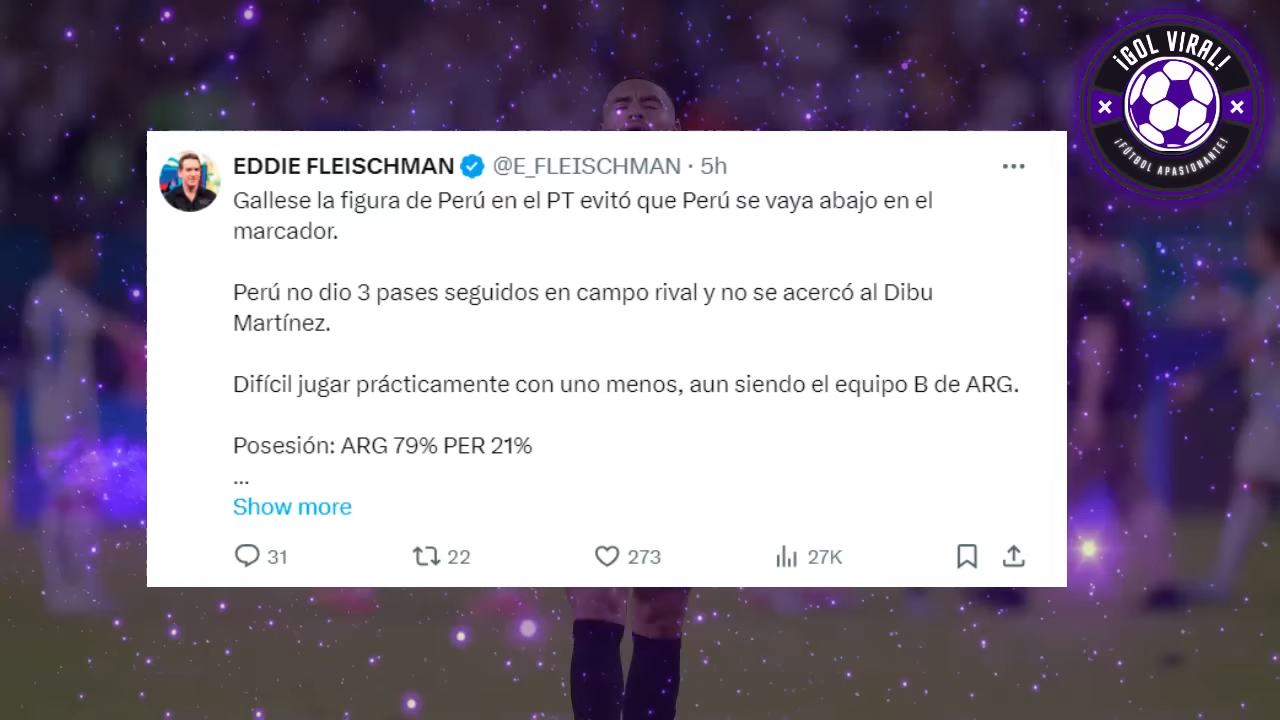 ¡GOL VIRAL!
¡FÚTBOL APASIONANTE!
EDDIE FLEISCHMAN @E_FLEISCHMAN · 5h
Gallese la figura de Perú en el PT evitó que Perú se vaya abajo en el
marcador.
Perú no dio 3 pases seguidos en campo rival y no se acercó al Dibu
Martínez.
Difícil jugar prácticamente con uno menos, aun siendo el equipo B de ARG.
Posesión: ARG 79% PER 21%
...
Show more
31 22 273 27K